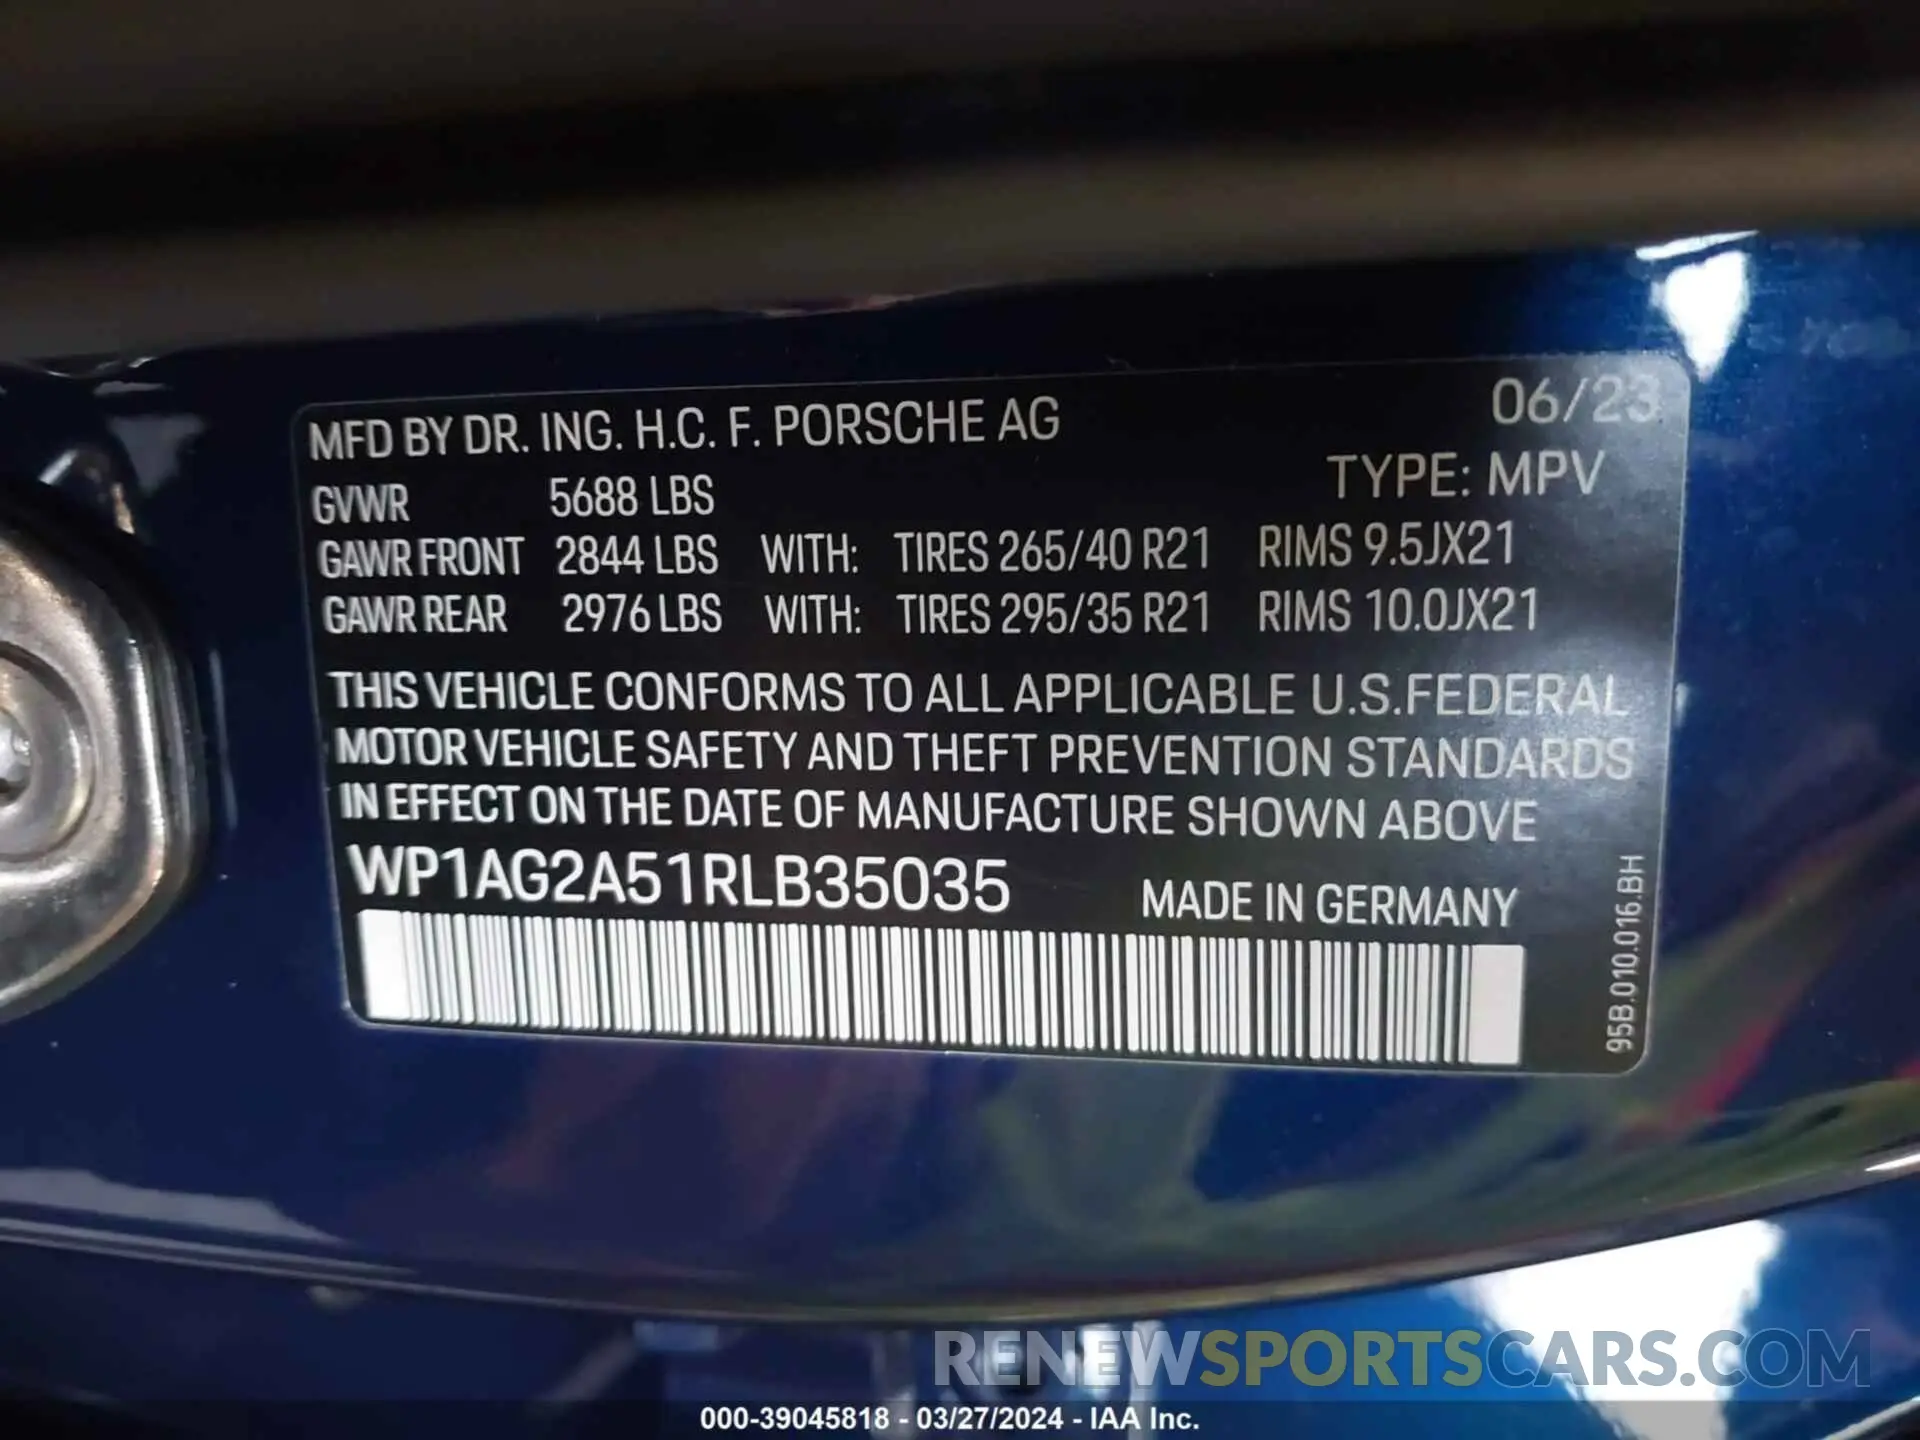 MFD BY DR. ING. H.C. F. PORSCHE AG 06/23
TYPE: MPV
GVWR 5688 LBS
GAWR FRONT 2844 LBS WITH: TIRES 265/40 R21 RIMS 9.5JX21
GAWR REAR 2976 LBS WITH: TIRES 295/35 R21 RIMS 10.0JX21
THIS VEHICLE CONFORMS TO ALL APPLICABLE U.S.FEDERAL
MOTOR VEHICLE SAFETY AND THEFT PREVENTION STANDARDS
IN EFFECT ON THE DATE OF MANUFACTURE SHOWN ABOVE
WP1AG2A51RLB35035 MADE IN GERMANY
95B.010.016.BH
RENEWSPORTSCARS.COM
000-39045818 - 03/27/2024 - IAA Inc.